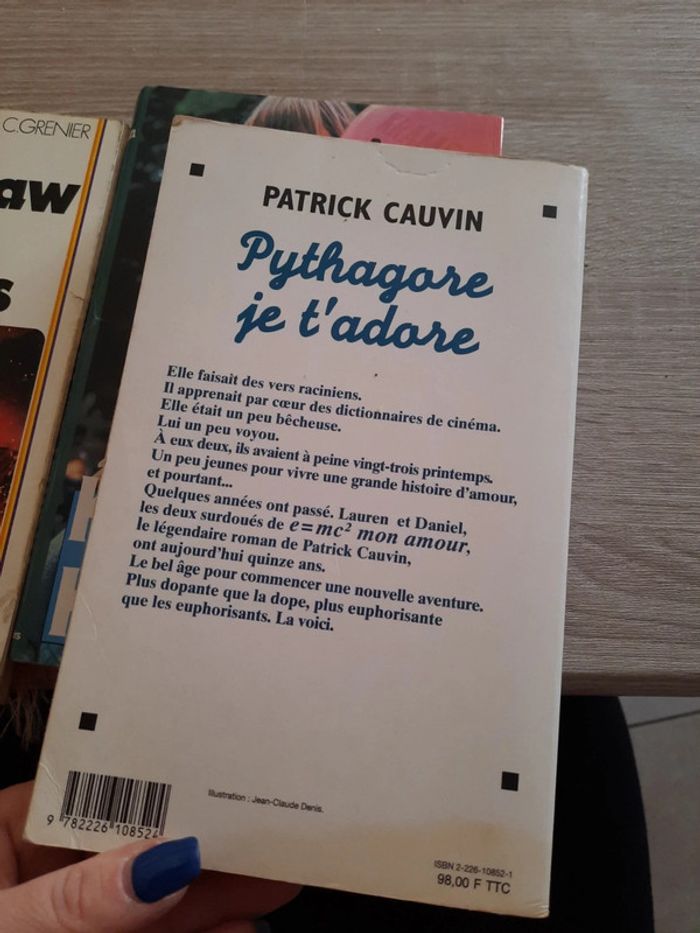 C.GRENIER
aw
s
PATRICK CAUVIN
Pythagore
je t'adore
Elle faisait des vers raciniens.
Il apprenait par cœur des dictionnaires de cinéma.
Elle était un peu bêcheuse.
Lui un peu voyou.
À eux deux, ils avaient à peine vingt-trois printemps.
Un peu jeunes pour vivre une grande histoire d'amour,
et pourtant...
Quelques années ont passé. Lauren et Daniel,
les deux surdoués de e=mc² mon amour,
le légendaire roman de Patrick Cauvin,
ont aujourd'hui quinze ans.
Le bel âge pour commencer une nouvelle aventure.
Plus dopante que la dope, plus euphorisante
que les euphorisants. La voici.
Illustration : Jean-Claude Denis.
9 782226 108524
ISBN 2-226-10852-1
98,00 F TTC